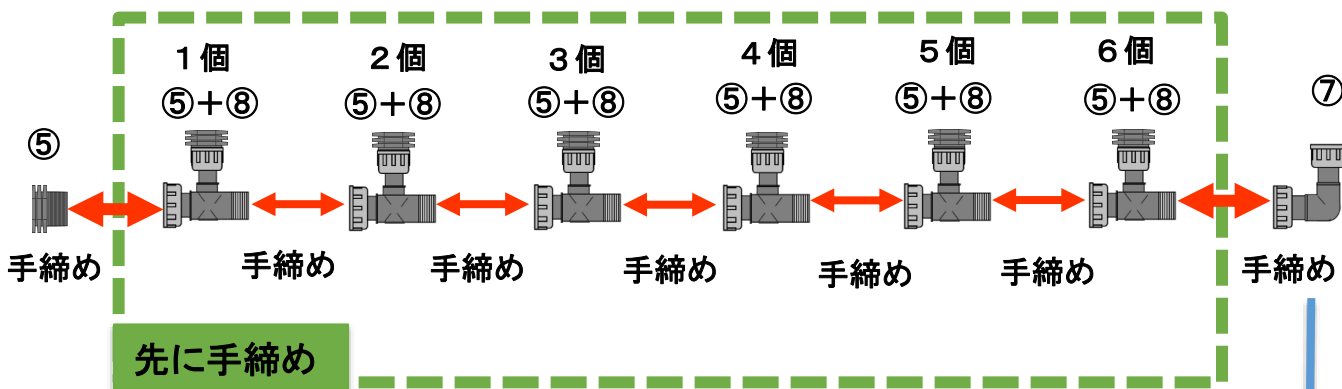 1個 2個 3個 4個 5個 6個
⑤+⑧ ⑤+⑧ ⑤+⑧ ⑤+⑧ ⑤+⑧ ⑤+⑧ ⑦
⑤
手締め 手締め 手締め 手締め 手締め 手締め 手締め
先に手締め